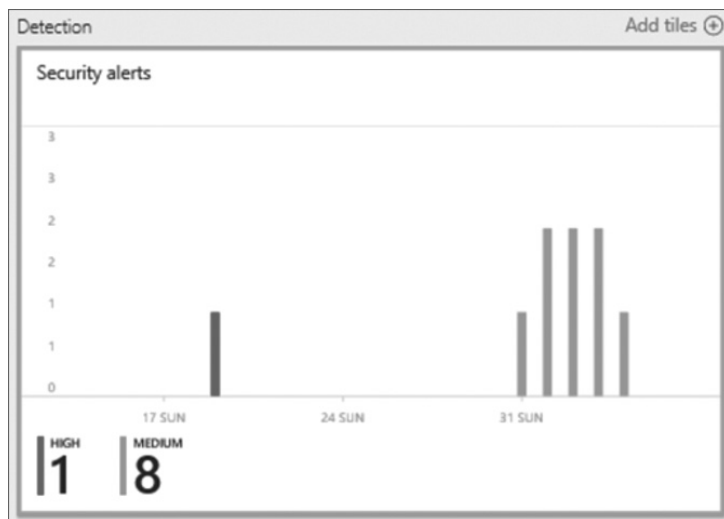 Detection
Add tiles
Security alerts
3
3
2
2
1
1
0
17 SUN
24 SUN
31 SUN
HIGH
1
MEDIUM
8